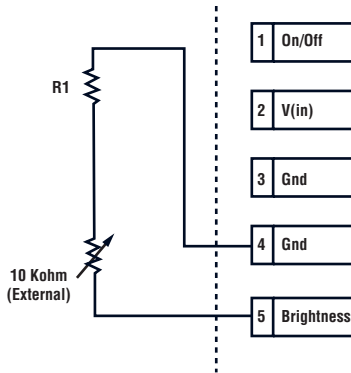 1 On/Off
R1
2 V(in)
3 Gnd
4 Gnd
10 Kohm
(External)
5 Brightness